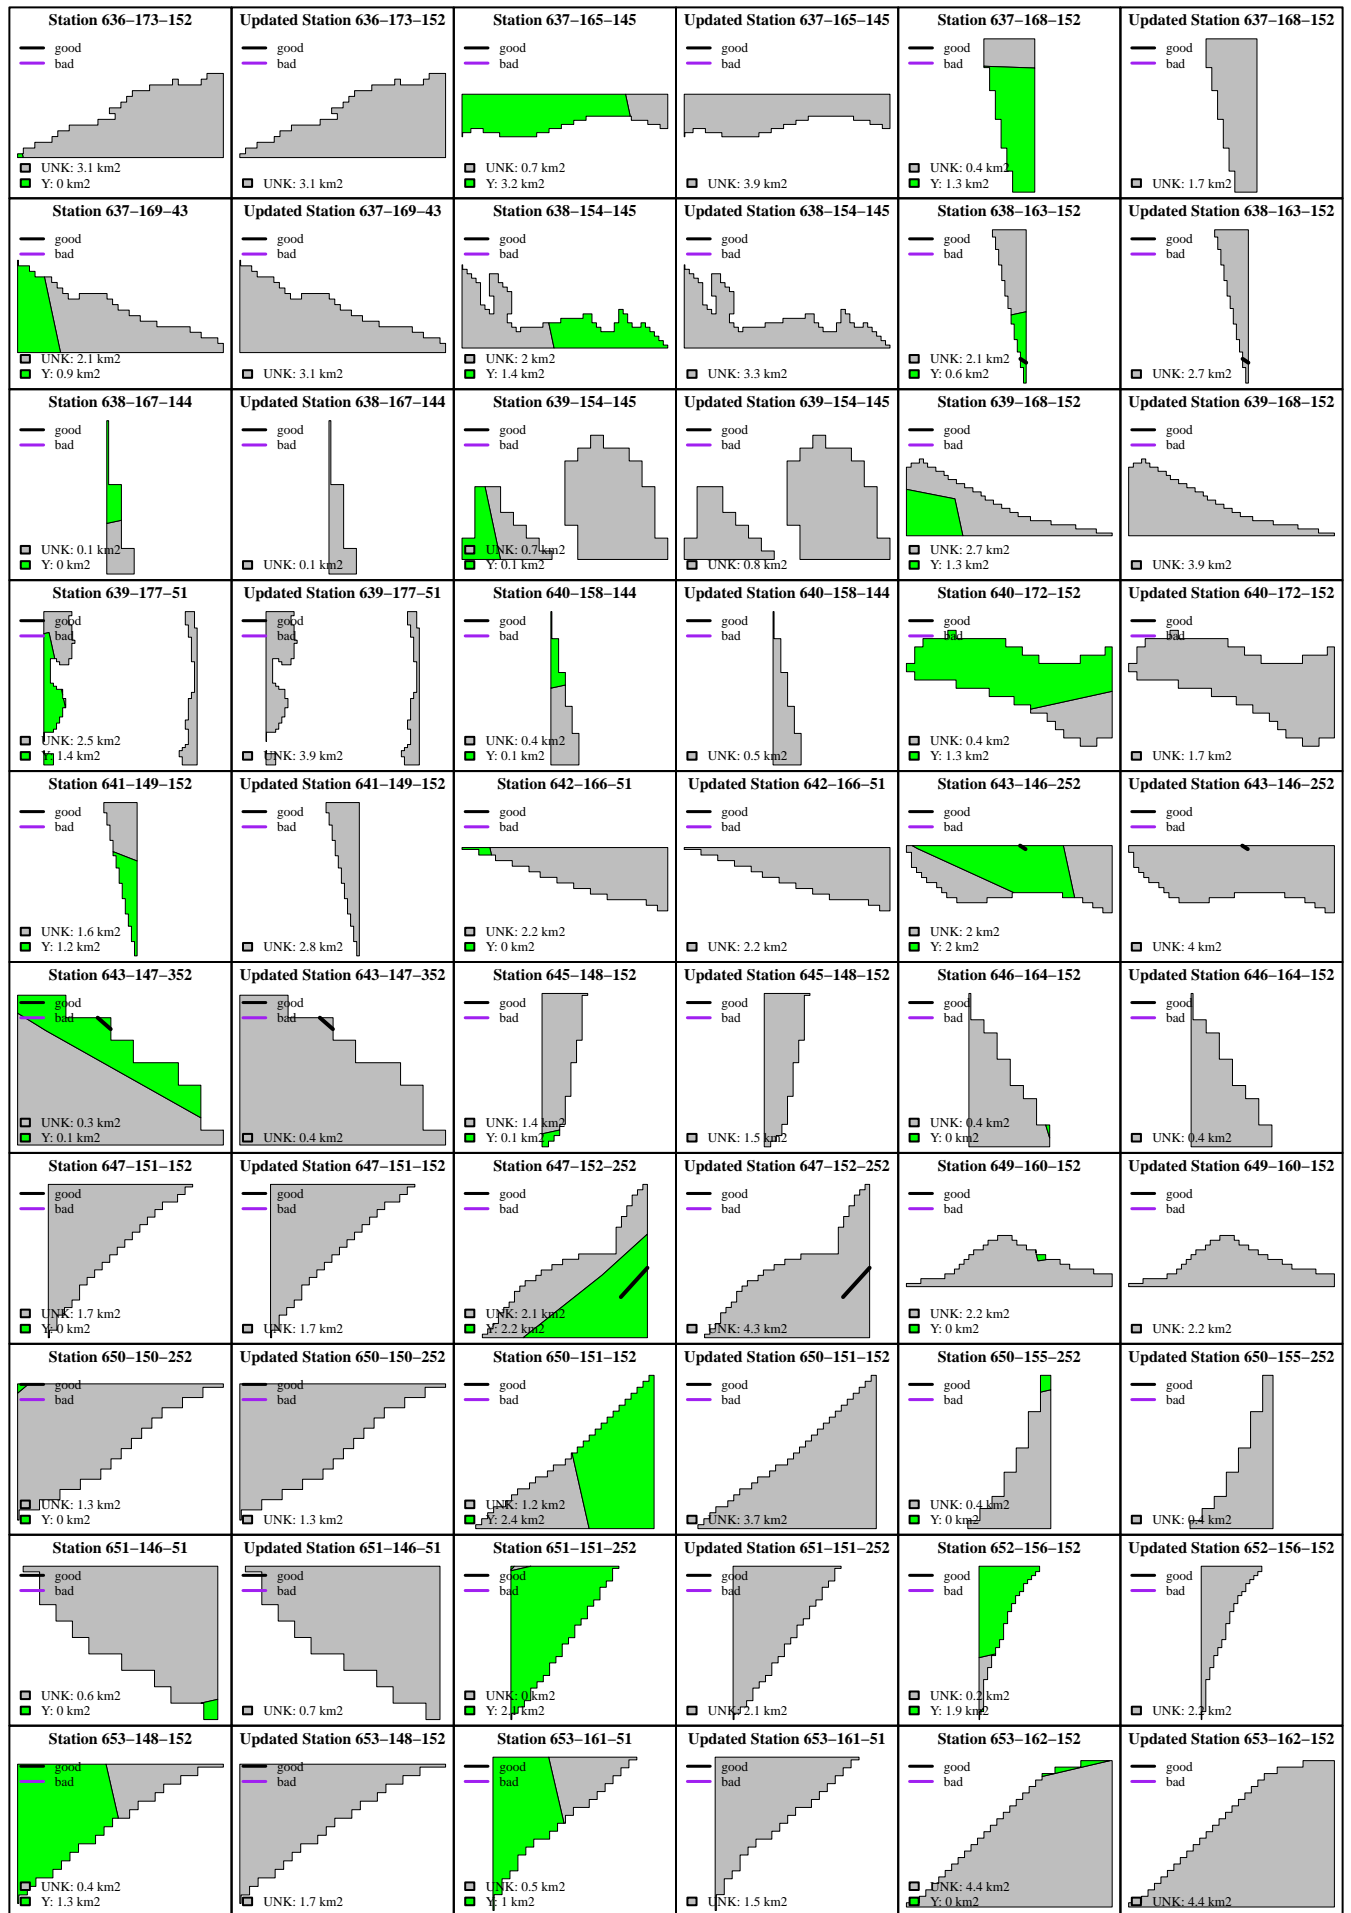 Station 636−173−152
good
bad
UNK: 3.1 km2
Y: 0 km2
Updated Station 636−173−152
good
bad
UNK: 3.1 km2
Station 637−165−145
good
bad
UNK: 0.7 km2
Y: 3.2 km2
Updated Station 637−165−145
good
bad
UNK: 3.9 km2
Station 637−168−152
good
bad
UNK: 0.4 km2
Y: 1.3 km2
Updated Station 637−168−152
good
bad
UNK: 1.7 km2
Station 637−169−43
good
bad
UNK: 2.1 km2
Y: 0.9 km2
Updated Station 637−169−43
good
bad
UNK: 3.1 km2
Station 638−154−145
good
bad
UNK: 2 km2
Y: 1.4 km2
Updated Station 638−154−145
good
bad
UNK: 3.3 km2
Station 638−163−152
good
bad
UNK: 2.1 km2
Y: 0.6 km2
Updated Station 638−163−152
good
bad
UNK: 2.7 km2
Station 638−167−144
good
bad
UNK: 0.1 km2
Y: 0 km2
Updated Station 638−167−144
good
bad
UNK: 0.1 km2
Station 639−154−145
good
bad
UNK: 0.7 km2
Y: 0.1 km2
Updated Station 639−154−145
good
bad
UNK: 0.8 km2
Station 639−168−152
good
bad
UNK: 2.7 km2
Y: 1.3 km2
Updated Station 639−168−152
good
bad
UNK: 3.9 km2
Station 639−177−51
good
bad
UNK: 2.5 km2
Y: 1.4 km2
Updated Station 639−177−51
good
bad
UNK: 3.9 km2
Station 640−158−144
good
bad
UNK: 0.4 km2
Y: 0.1 km2
Updated Station 640−158−144
good
bad
UNK: 0.5 km2
Station 640−172−152
good
bad
UNK: 0.4 km2
Y: 1.3 km2
Updated Station 640−172−152
good
bad
UNK: 1.7 km2
Station 641−149−152
good
bad
UNK: 1.6 km2
Y: 1.2 km2
Updated Station 641−149−152
good
bad
UNK: 2.8 km2
Station 642−166−51
good
bad
UNK: 2.2 km2
Y: 0 km2
Updated Station 642−166−51
good
bad
UNK: 2.2 km2
Station 643−146−252
good
bad
UNK: 2 km2
Y: 2 km2
Updated Station 643−146−252
good
bad
UNK: 4 km2
Station 643−147−352
good
bad
UNK: 0.3 km2
Y: 0.1 km2
Updated Station 643−147−352
good
bad
UNK: 0.4 km2
Station 645−148−152
good
bad
UNK: 1.4 km2
Y: 0.1 km2
Updated Station 645−148−152
good
bad
UNK: 1.5 km2
Station 646−164−152
good
bad
UNK: 0.4 km2
Y: 0 km2
Updated Station 646−164−152
good
bad
UNK: 0.4 km2
Station 647−151−152
good
bad
UNK: 1.7 km2
Y: 0 km2
Updated Station 647−151−152
good
bad
UNK: 1.7 km2
Station 647−152−252
good
bad
UNK: 2.1 km2
Y: 2.2 km2
Updated Station 647−152−252
good
bad
UNK: 4.3 km2
Station 649−160−152
good
bad
UNK: 2.2 km2
Y: 0 km2
Updated Station 649−160−152
good
bad
UNK: 2.2 km2
Station 650−150−252
good
bad
UNK: 1.3 km2
Y: 0 km2
Updated Station 650−150−252
good
bad
UNK: 1.3 km2
Station 650−151−152
good
bad
UNK: 1.2 km2
Y: 2.4 km2
Updated Station 650−151−152
good
bad
UNK: 3.7 km2
Station 650−155−252
good
bad
UNK: 0.4 km2
Y: 0 km2
Updated Station 650−155−252
good
bad
UNK: 0.4 km2
Station 651−146−51
good
bad
UNK: 0.6 km2
Y: 0 km2
Updated Station 651−146−51
good
bad
UNK: 0.7 km2
Station 651−151−252
good
bad
UNK: 0 km2
Y: 2.1 km2
Updated Station 651−151−252
good
bad
UNK: 2.1 km2
Station 652−156−152
good
bad
UNK: 0.2 km2
Y: 1.9 km2
Updated Station 652−156−152
good
bad
UNK: 2.2 km2
Station 653−148−152
good
bad
UNK: 0.4 km2
Y: 1.3 km2
Updated Station 653−148−152
good
bad
UNK: 1.7 km2
Station 653−161−51
good
bad
UNK: 0.5 km2
Y: 1 km2
Updated Station 653−161−51
good
bad
UNK: 1.5 km2
Station 653−162−152
good
bad
UNK: 4.4 km2
Y: 0 km2
Updated Station 653−162−152
good
bad
UNK: 4.4 km2